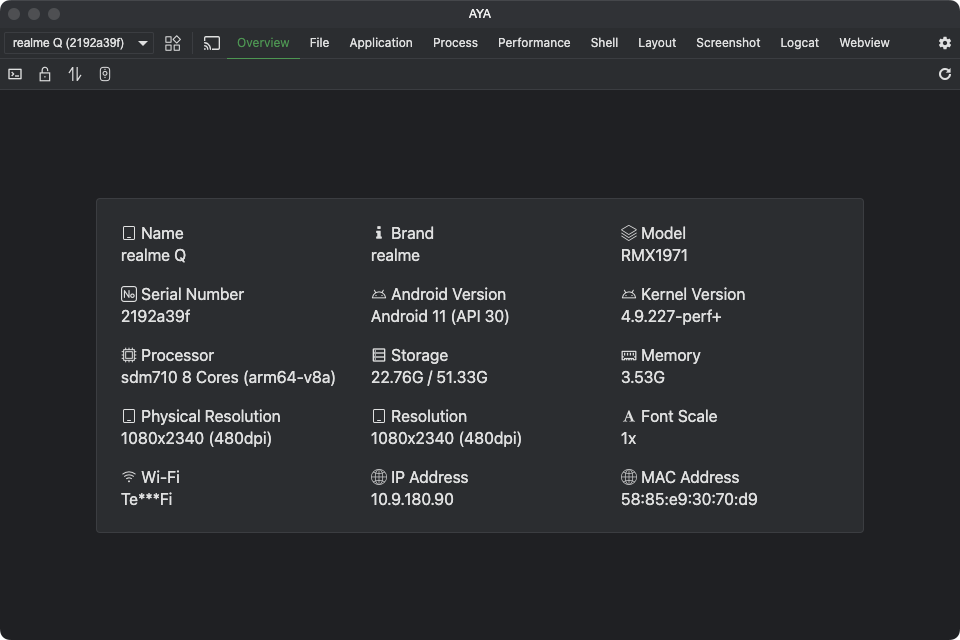 AYA
realme Q (2192a39f) Overview File Application Process Performance Shell Layout Screenshot Logcat Webview
Name Brand Model
realme Q realme RMX1971
No Serial Number Android Version Kernel Version
2192a39f Android 11 (API 30) 4.9.227-perf+
Processor Storage Memory
sdm710 8 Cores (arm64-v8a) 22.76G / 51.33G 3.53G
Physical Resolution Resolution A Font Scale
1080x2340 (480dpi) 1080x2340 (480dpi) 1x
Wi-Fi IP Address MAC Address
Te***Fi 10.9.180.90 58:85:e9:30:70:d9